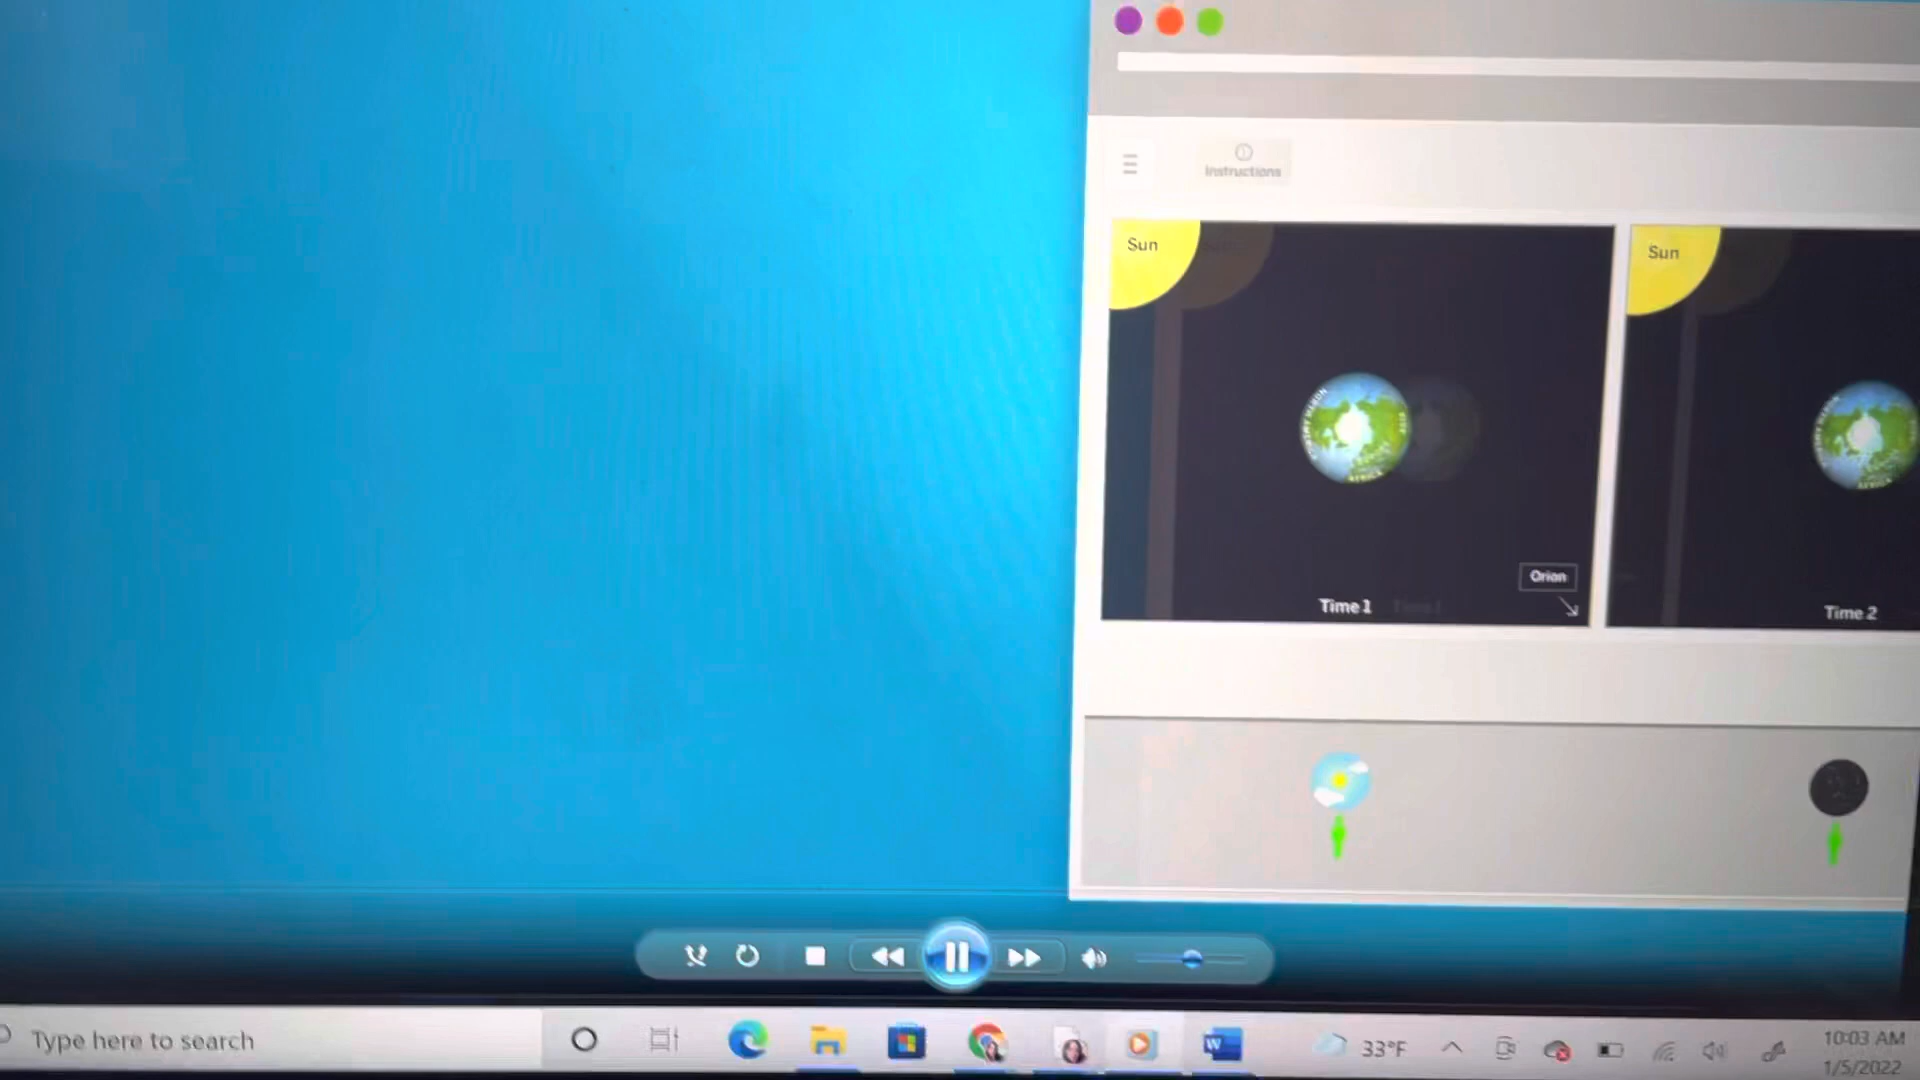 Instructions
Sun
Sun
Time 1
Orion
Time 2
Type here to search
33°F
10:03 AM
1/5/2022